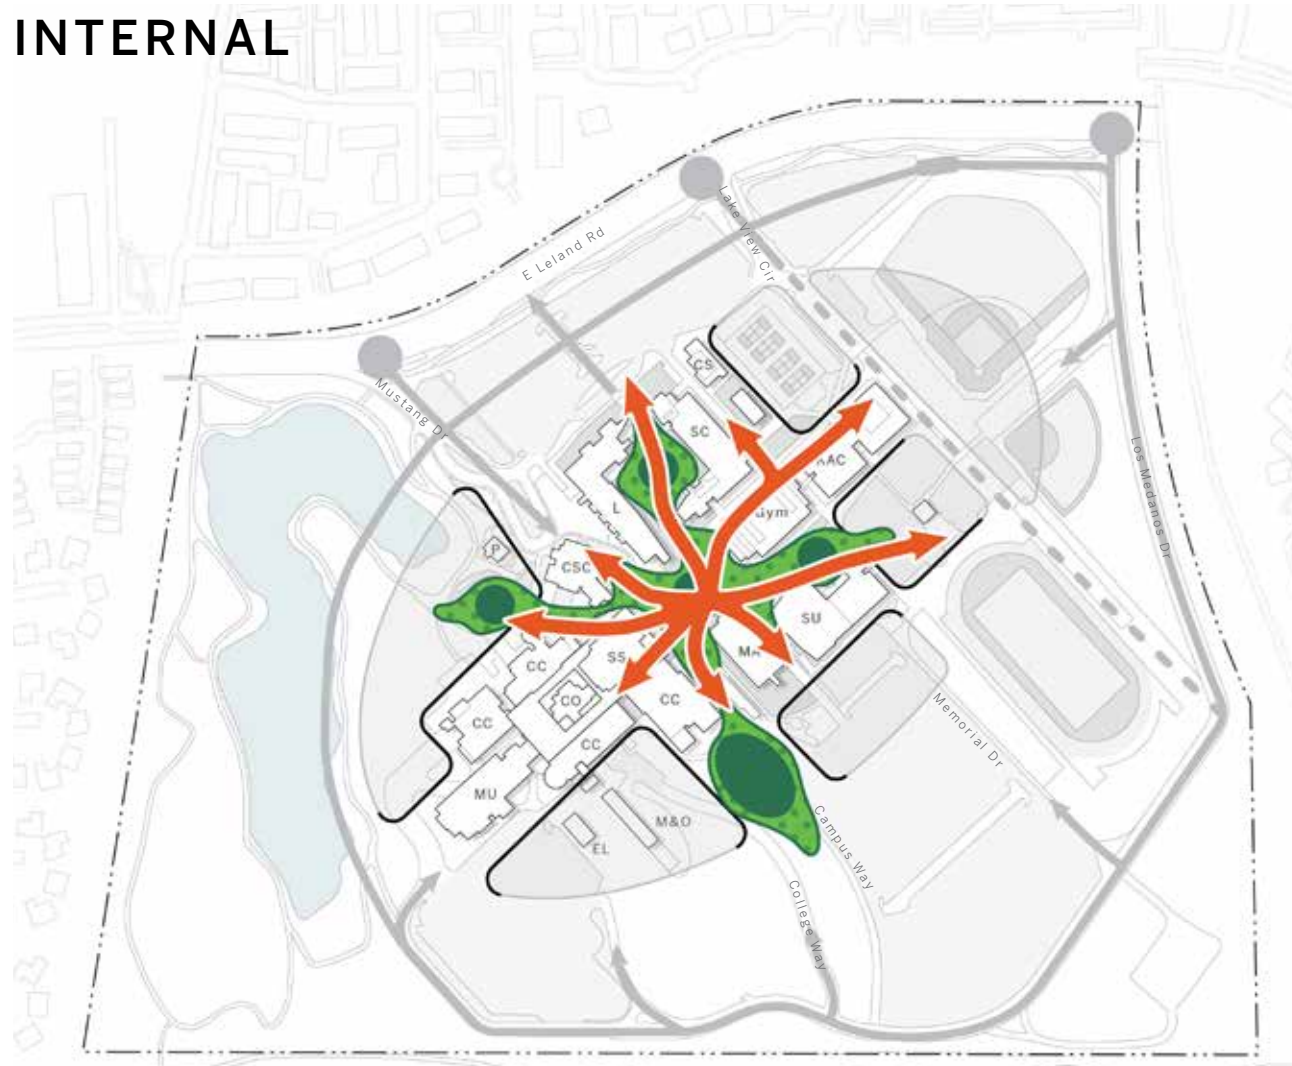 INTERNAL
Lake View Cir
E Leland Rd
Mustang Dr
CS
SC
AAC
L
Gym
Los Medanos Dr
P
CSC
SU
SS
MA
CC
CO
CC
CC
CC
Memorial Dr
MU
M&O
EL
Campus Way
College Way